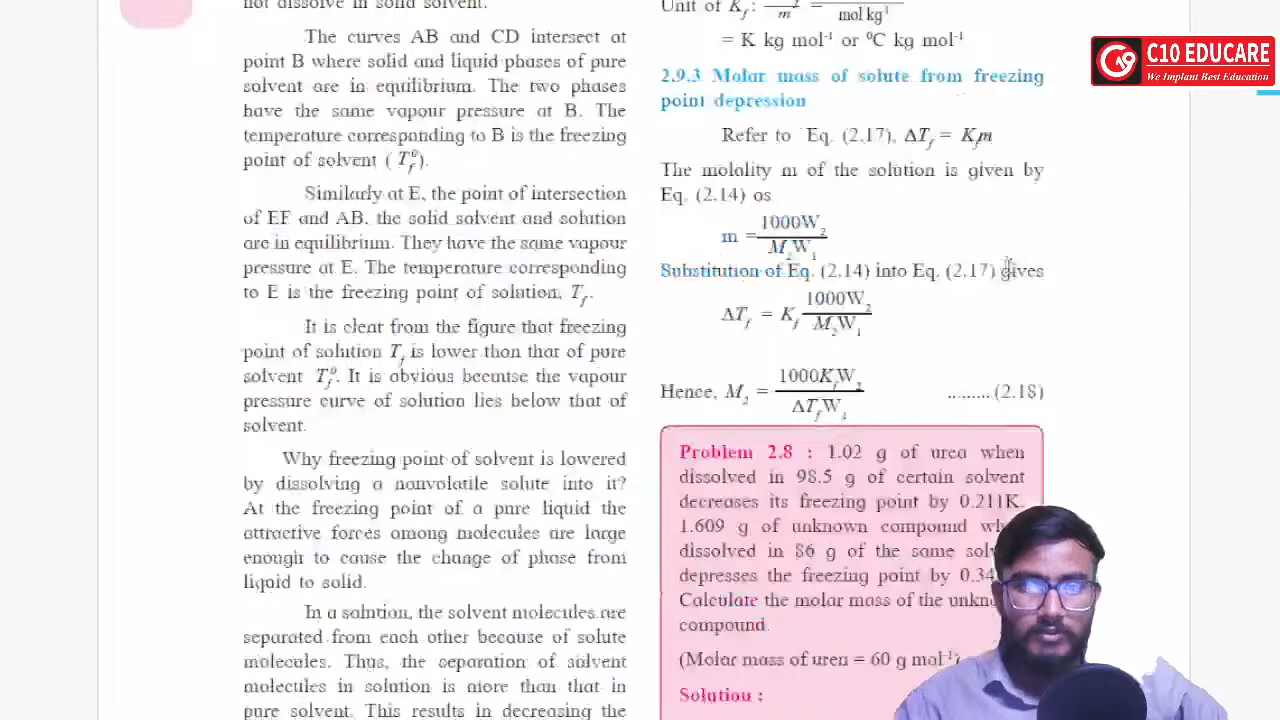 not dissolve in solid solvent.
The curves AB and CD intersect at
point B where solid and liquid phases of pure
solvent are in equilibrium. The two phases
have the same vapour pressure at B. The
temperature corresponding to B is the freezing
point of solvent ( T_f^0).
Similarly at E, the point of intersection
of EF and AB, the solid solvent and solution
are in equilibrium. They have the same vapour
pressure at E. The temperature corresponding
to E is the freezing point of solution, T_f.
It is clear from the figure that freezing
point of solution T_f is lower than that of pure
solvent T_f^0. It is obvious because the vapour
pressure curve of solution lies below that of
solvent.
Why freezing point of solvent is lowered
by dissolving a nonvolatile solute into it?
At the freezing point of a pure liquid the
attractive forces among molecules are large
enough to cause the change of phase from
liquid to solid.
In a solution, the solvent molecules are
separated from each other because of solute
molecules. Thus, the separation of solvent
molecules in solution is more than that in
pure solvent. This results in decreasing the
Unit of K_f : / m = / mol kg⁻¹
= K kg mol⁻¹ or ⁰C kg mol⁻¹
2.9.3 Molar mass of solute from freezing
point depression
Refer to Eq. (2.17), ΔT_f = K_f m
The molality m of the solution is given by
Eq. (2.14) as
m = 1000W₂ / M₂W₁
Substitution of Eq. (2.14) into Eq. (2.17) gives
ΔT_f = K_f 1000W₂ / M₂W₁
Hence, M₂ = 1000K_fW₂ / ΔT_fW₁ .........(2.18)
Problem 2.8 : 1.02 g of urea when
dissolved in 98.5 g of certain solvent
decreases its freezing point by 0.211K.
1.609 g of unknown compound
dissolved in 86 g of the same
depresses the freezing point by
Calculate the molar mass of the
compound.
(Molar mass of urea = 60 g mol⁻¹)
Solution :
C10 EDUCARE
We Implant Best Education